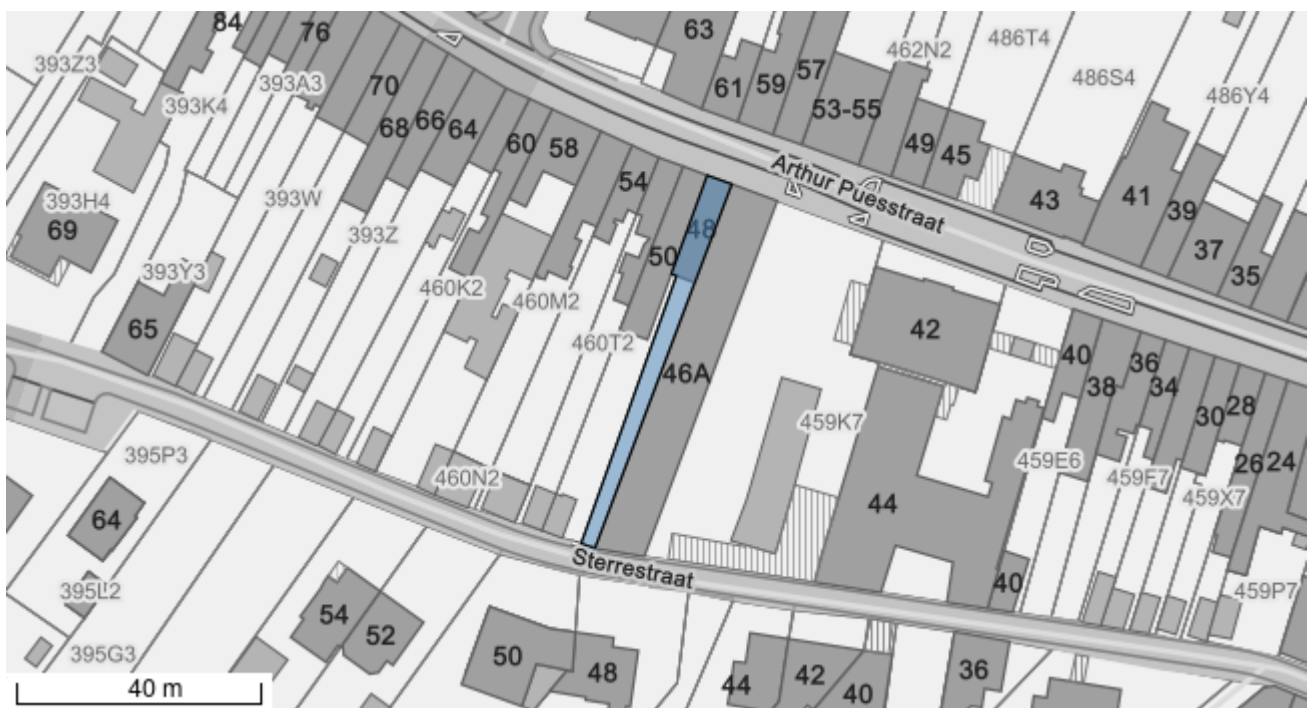 84
76
63
462N2
486T4
393Z3
393A3
61
59
57
486S4
393K4
70
53-55
486Y4
68
66
64
60
58
49
45
Arthur Puesstraat
393H4
393W
54
43
41
39
69
393Z
48
37
393Y3
460K2
460M2
50
35
65
460T2
42
40
36
46A
38
34
28
30
459K7
395P3
460N2
459E6
459F7
26
24
64
44
459X7
Sterrestraat
395L2
40
459P7
54
52
395G3
50
48
42
36
40 m
44
40